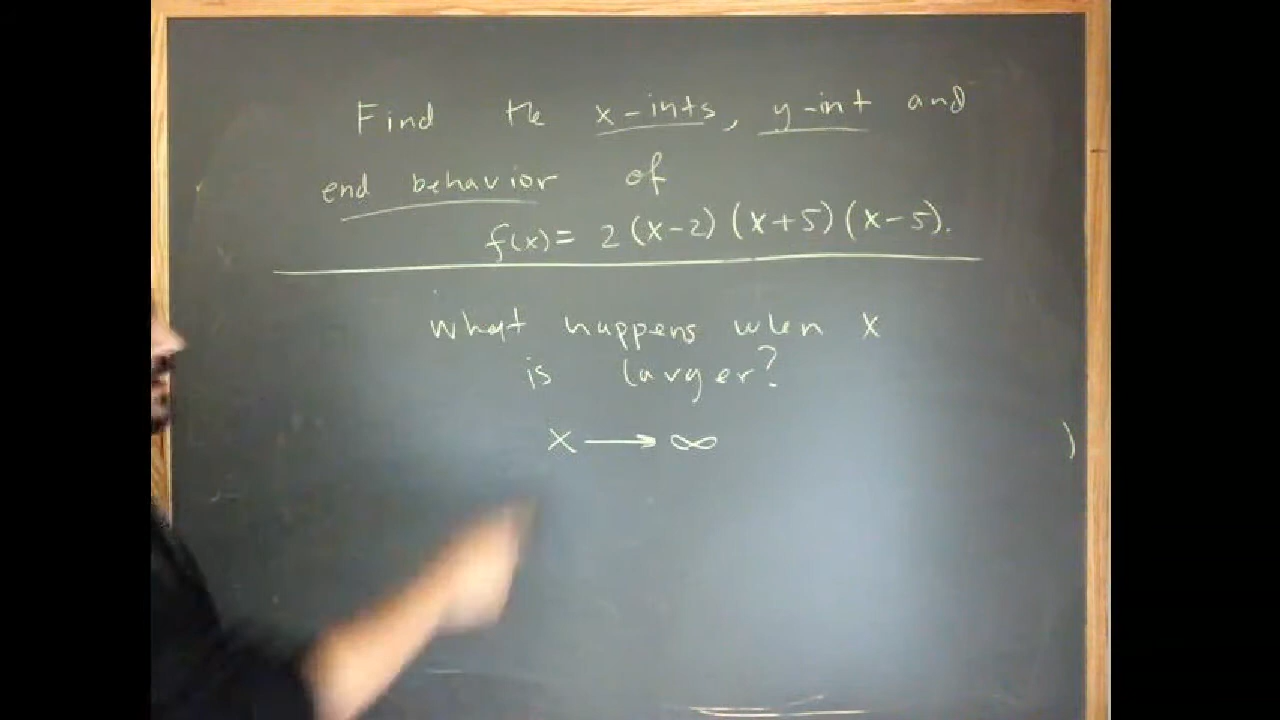 Find the x-ints, y-int and
end behavior of
f(x) = 2(x-2)(x+5)(x-5).
What happens when x
is larger?
x → ∞
)